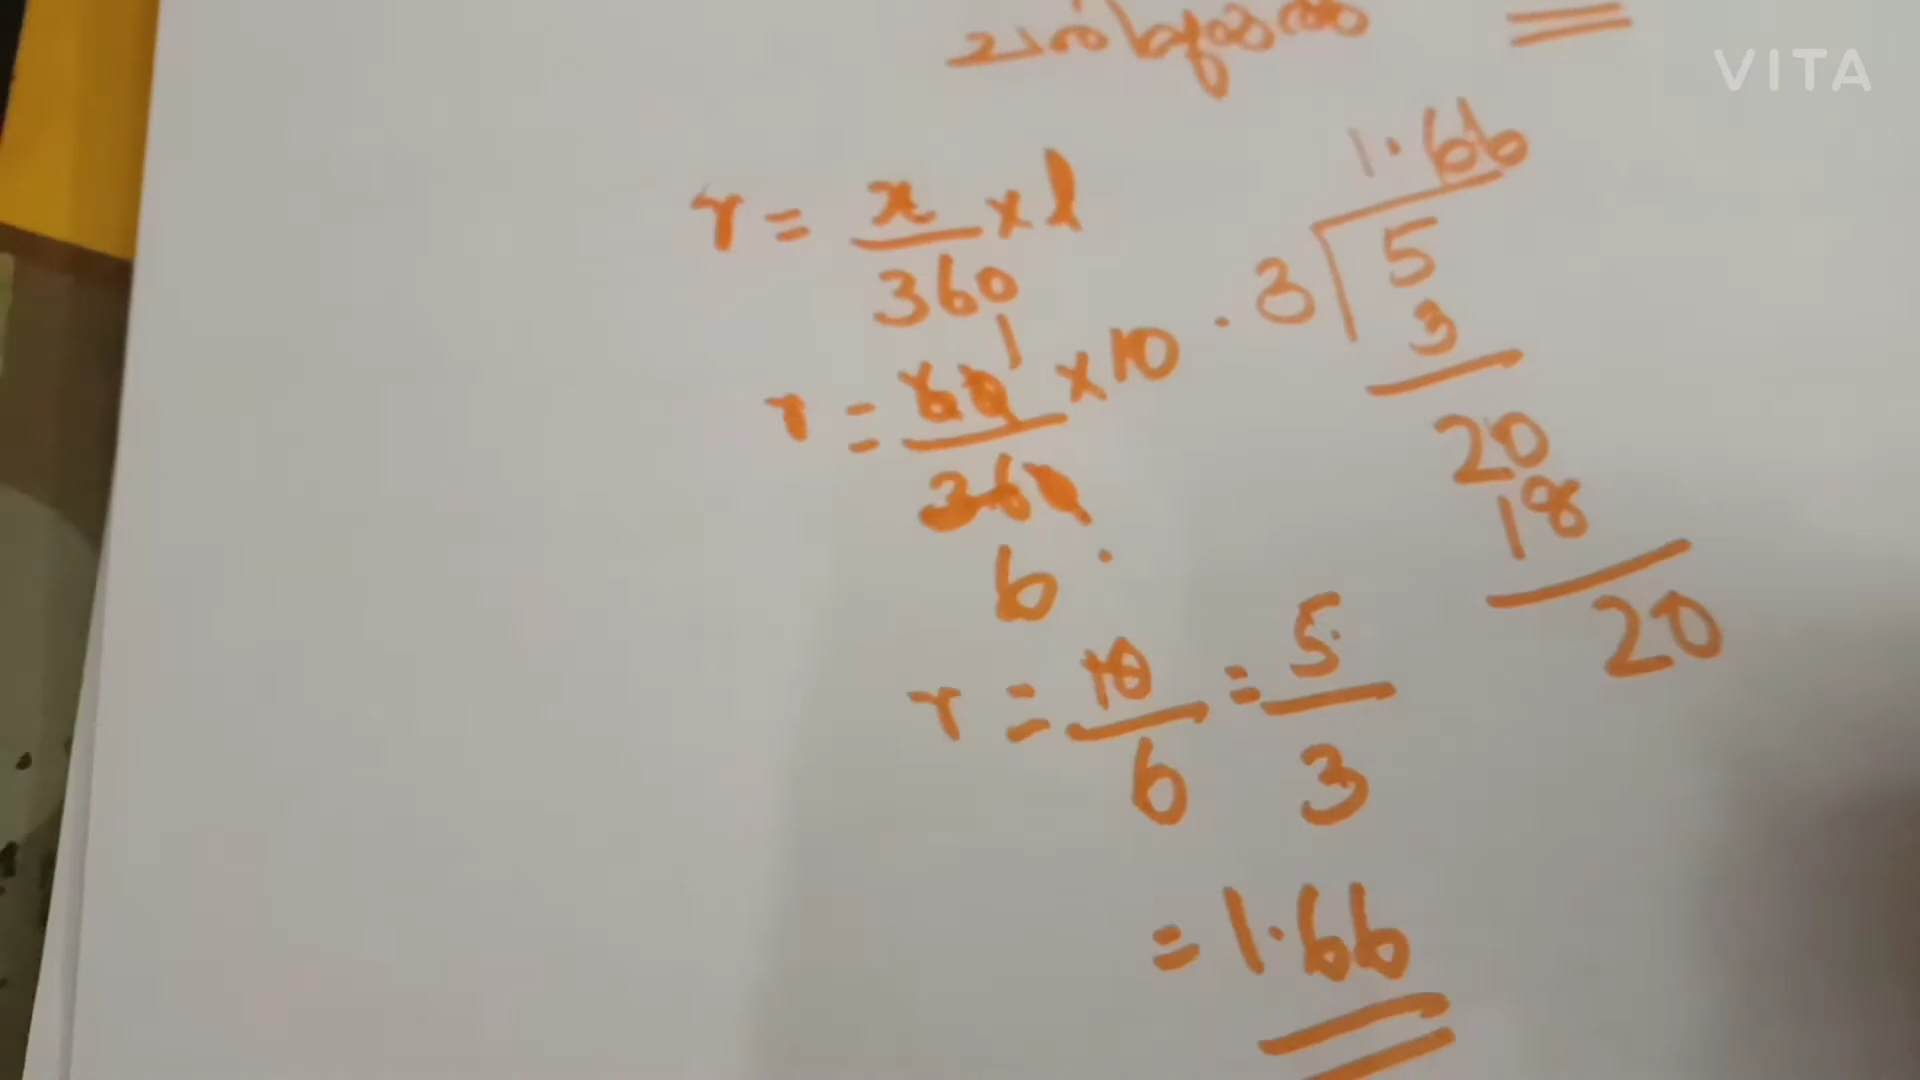 VITA
r = x/360 × l
r = 60/360 × 10
1
6
r = 10/6 = 5/3
= 1.66
1.66
3 5
3
20
18
20